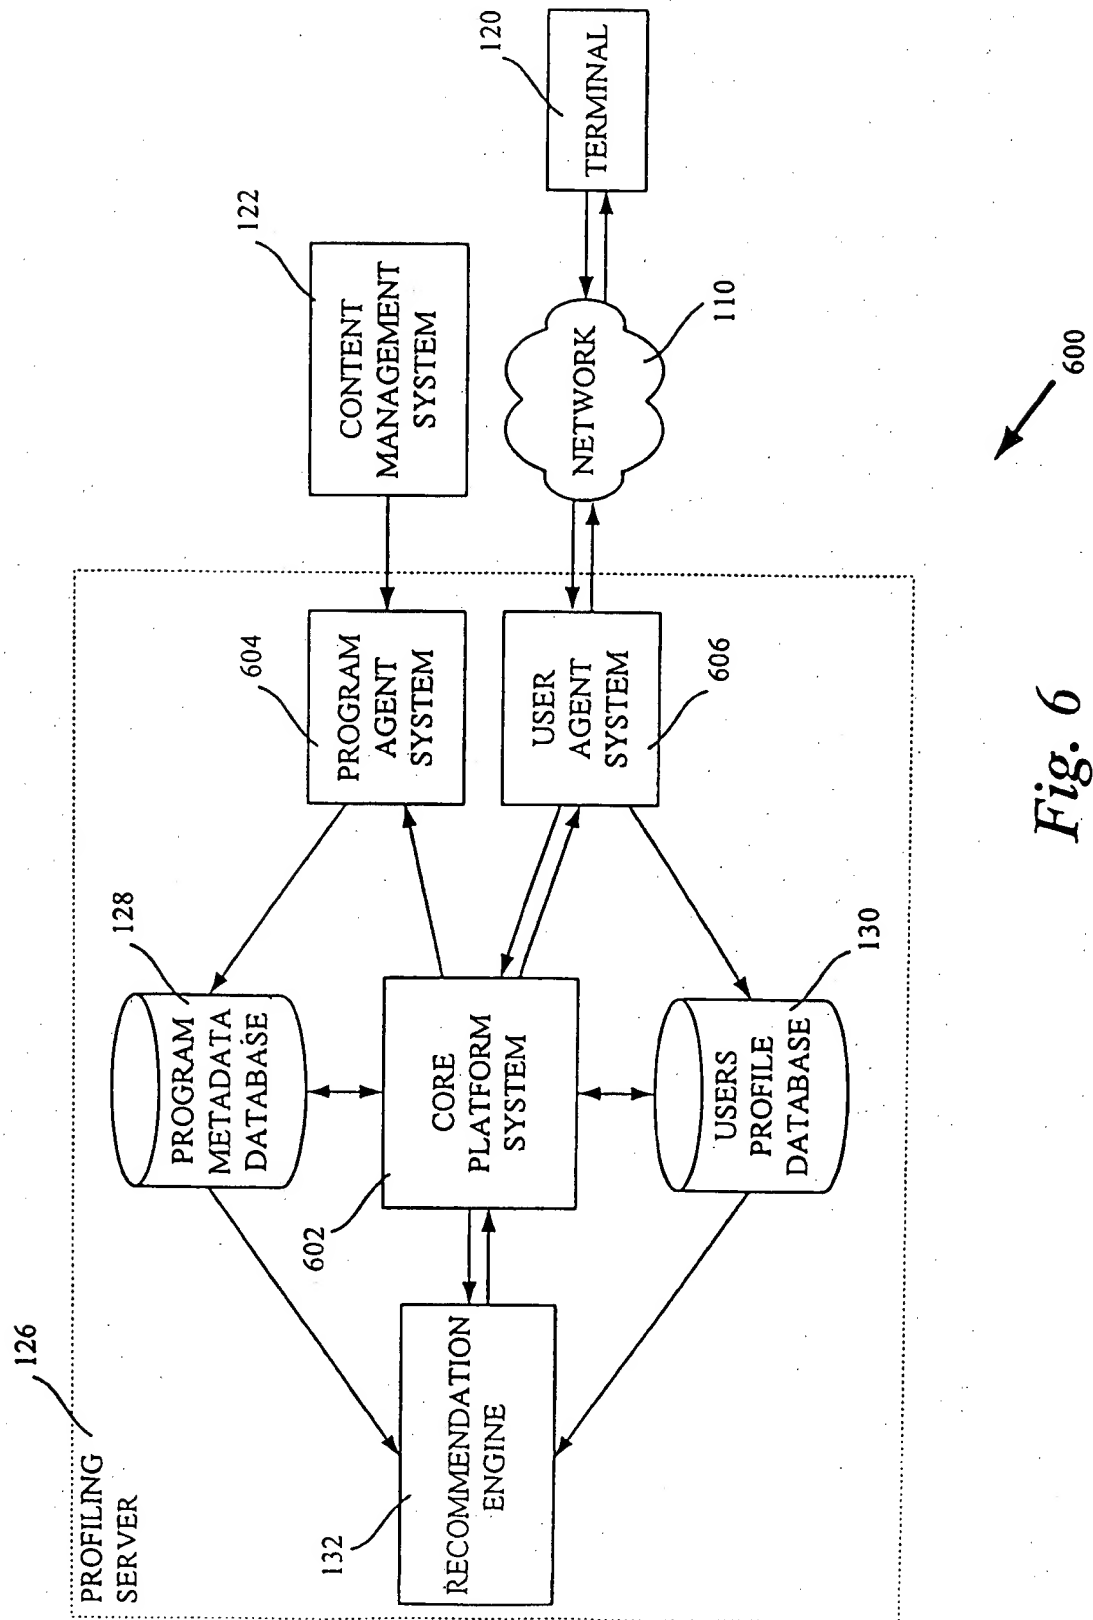 PROFILING
SERVER
126
RECOMMENDATION
ENGINE
132
PROGRAM
METADATA
DATABASE
128
CORE
PLATFORM
SYSTEM
602
USERS
PROFILE
DATABASE
130
PROGRAM
AGENT
SYSTEM
604
USER
AGENT
SYSTEM
606
CONTENT
MANAGEMENT
SYSTEM
122
NETWORK
110
TERMINAL
120
600
Fig. 6